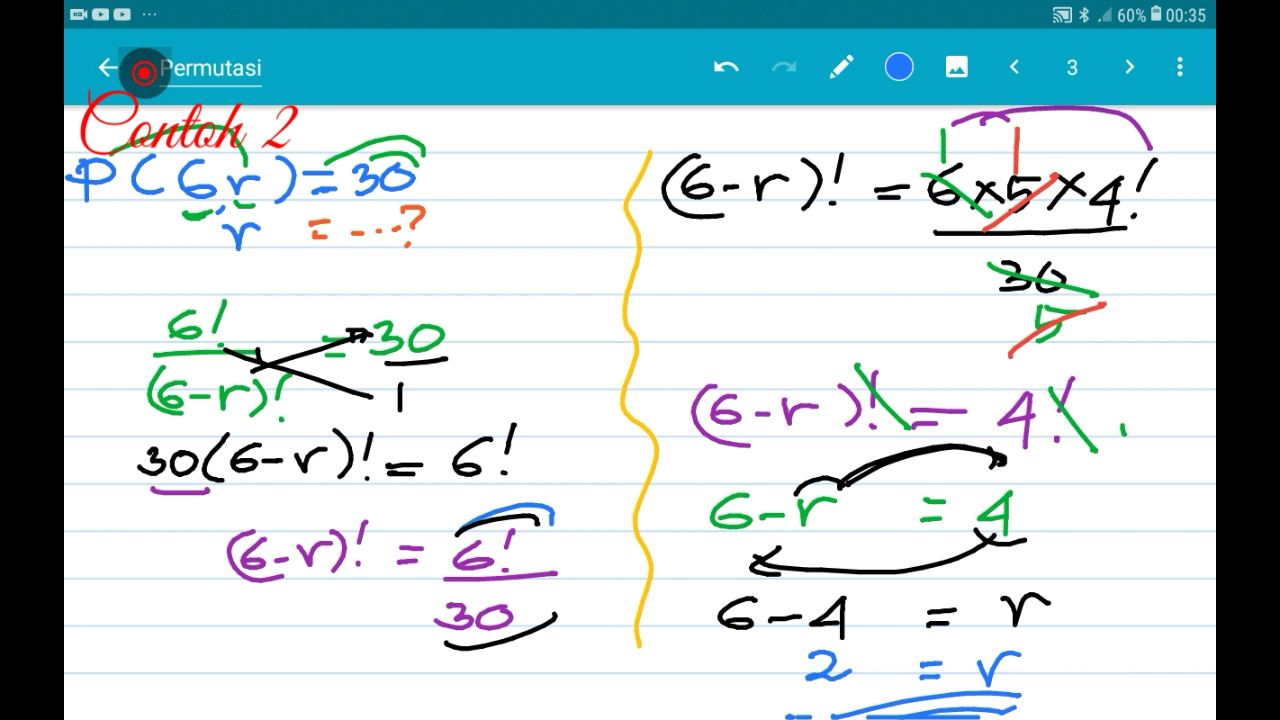 60% 00:35
Permutasi
3
Contoh 2
P(6,r) = 30
r = ...?
6!/(6-r)! = 30/1
30(6-r)! = 6!
(6-r)! = 6!/30
(6-r)! = 6×5×4!/30
5
(6-r)! = 4!
6-r = 4
6-4 = r
2 = r